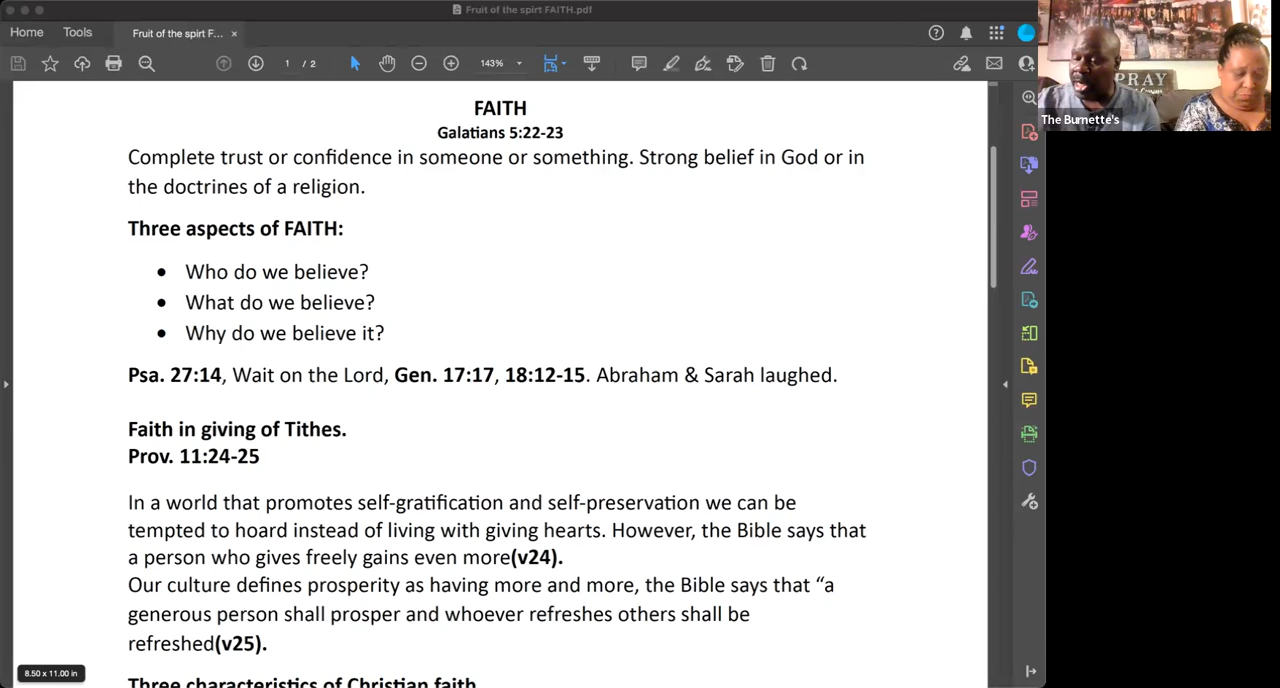 Fruit of the spirt FAITH.pdf
Home Tools Fruit of the spirt F... ×
1 / 2 143%
FAITH
Galatians 5:22-23
Complete trust or confidence in someone or something. Strong belief in God or in
the doctrines of a religion.
Three aspects of FAITH:
• Who do we believe?
• What do we believe?
• Why do we believe it?
Psa. 27:14, Wait on the Lord, Gen. 17:17, 18:12-15. Abraham & Sarah laughed.
Faith in giving of Tithes.
Prov. 11:24-25
In a world that promotes self-gratification and self-preservation we can be
tempted to hoard instead of living with giving hearts. However, the Bible says that
a person who gives freely gains even more(v24).
Our culture defines prosperity as having more and more, the Bible says that “a
generous person shall prosper and whoever refreshes others shall be
refreshed(v25).
Three characteristics of Christian faith
8.50 x 11.00 in
PRAY
The Burnette's